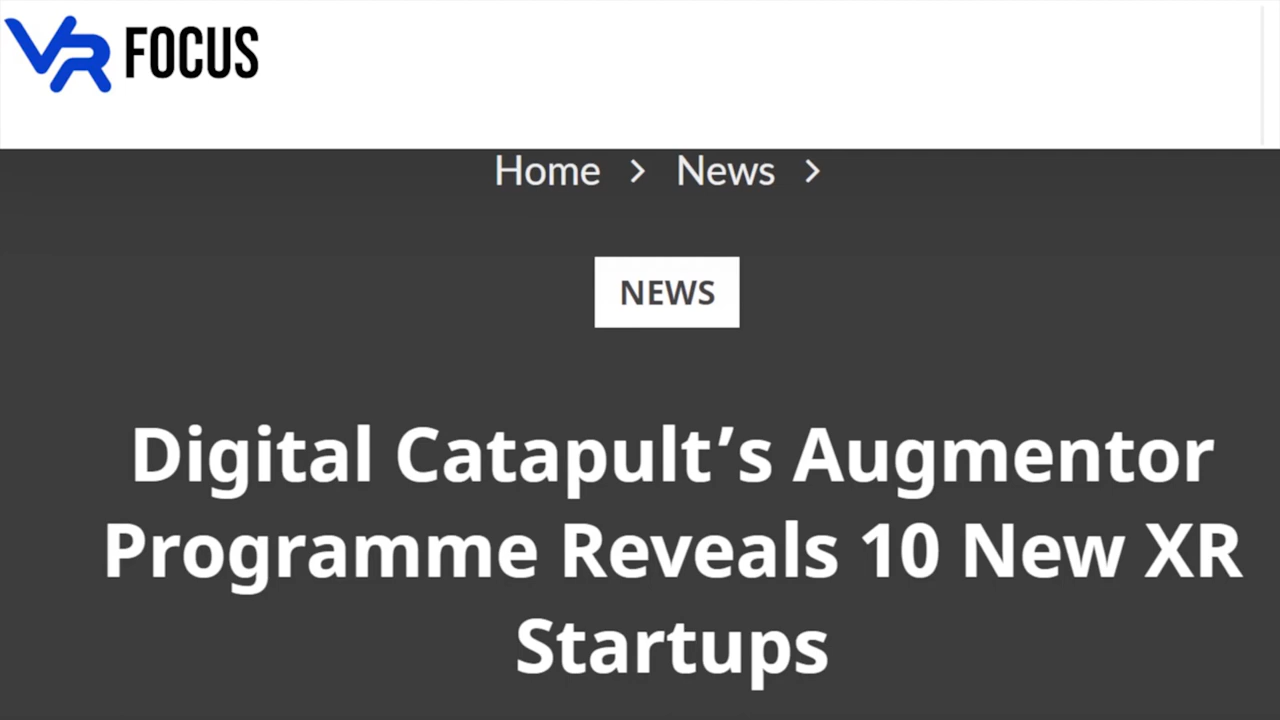 VR FOCUS
Home > News >
NEWS
Digital Catapult’s Augmentor
Programme Reveals 10 New XR
Startups